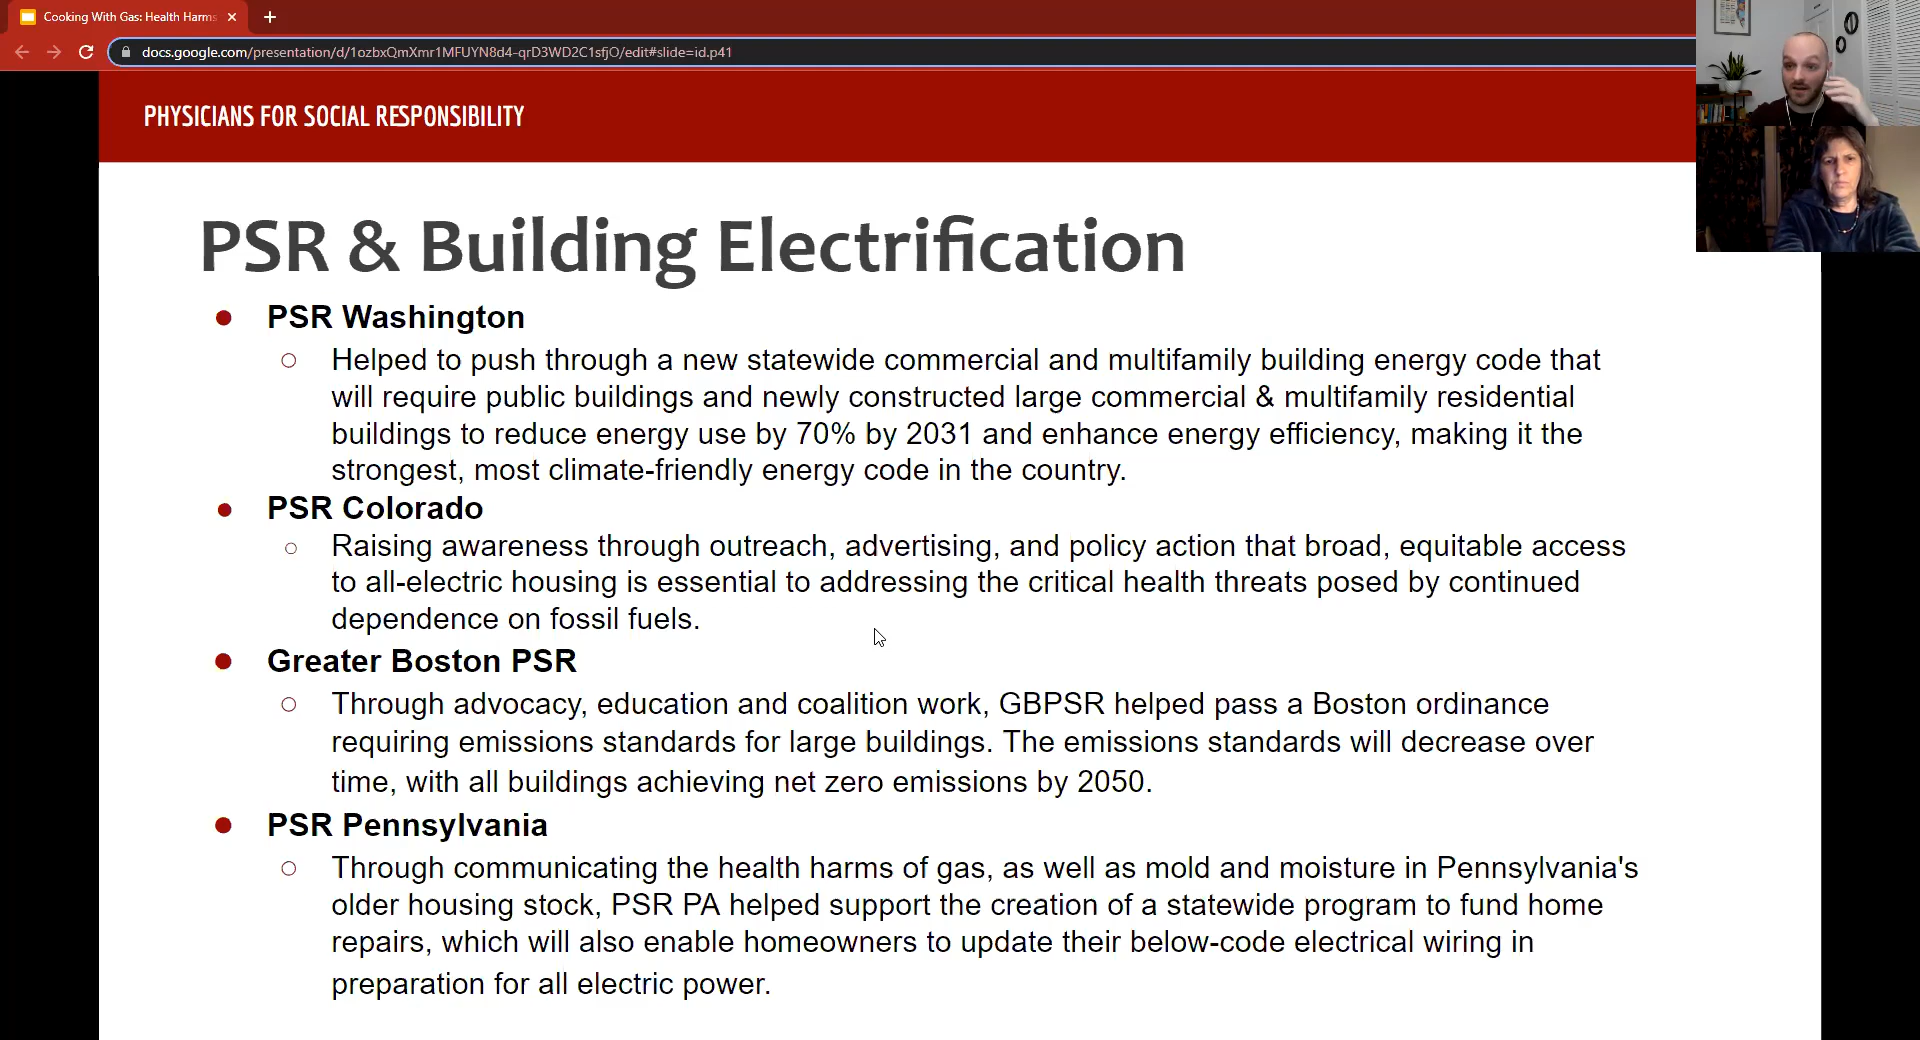 Cooking With Gas: Health Harms
docs.google.com/presentation/d/1ozbxQmXmr1MFUYN8d4-qrD3WD2C1sfjO/edit#slide=id.p41
PHYSICIANS FOR SOCIAL RESPONSIBILITY
PSR & Building Electrification
PSR Washington
Helped to push through a new statewide commercial and multifamily building energy code that
will require public buildings and newly constructed large commercial & multifamily residential
buildings to reduce energy use by 70% by 2031 and enhance energy efficiency, making it the
strongest, most climate-friendly energy code in the country.
PSR Colorado
Raising awareness through outreach, advertising, and policy action that broad, equitable access
to all-electric housing is essential to addressing the critical health threats posed by continued
dependence on fossil fuels.
Greater Boston PSR
Through advocacy, education and coalition work, GBPSR helped pass a Boston ordinance
requiring emissions standards for large buildings. The emissions standards will decrease over
time, with all buildings achieving net zero emissions by 2050.
PSR Pennsylvania
Through communicating the health harms of gas, as well as mold and moisture in Pennsylvania's
older housing stock, PSR PA helped support the creation of a statewide program to fund home
repairs, which will also enable homeowners to update their below-code electrical wiring in
preparation for all electric power.